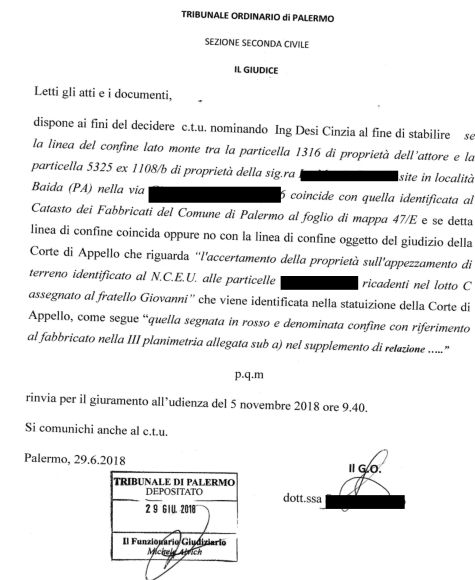 TRIBUNALE ORDINARIO di PALERMO
SEZIONE SECONDA CIVILE
IL GIUDICE
Letti gli atti e i documenti,
dispone ai fini del decidere c.t.u. nominando Ing Desi Cinzia al fine di stabilire se
la linea del confine lato monte tra la particella 1316 di proprietà dell'attore e la
particella 5325 ex 1108/b di proprietà della sig.ra site in località
Baida (PA) nella via 6 coincide con quella identificata al
Catasto dei Fabbricati del Comune di Palermo al foglio di mappa 47/E e se detta
linea di confine coincida oppure no con la linea di confine oggetto del giudizio della
Corte di Appello che riguarda "l'accertamento della proprietà sull'appezzamento di
terreno identificato al N.C.E.U. alle particelle ricadenti nel lotto C
assegnato al fratello Giovanni" che viene identificata nella statuizione della Corte di
Appello, come segue "quella segnata in rosso e denominata confine con riferimento
al fabbricato nella III planimetria allegata sub a) nel supplemento di relazione ....."
p.q.m
rinvia per il giuramento all'udienza del 5 novembre 2018 ore 9.40.
Si comunichi anche al c.t.u.
Palermo, 29.6.2018
Il G.O.
dott.ssa
TRIBUNALE DI PALERMO
DEPOSITATO
29 GIU. 2018
Il Funzionario Giudiziario